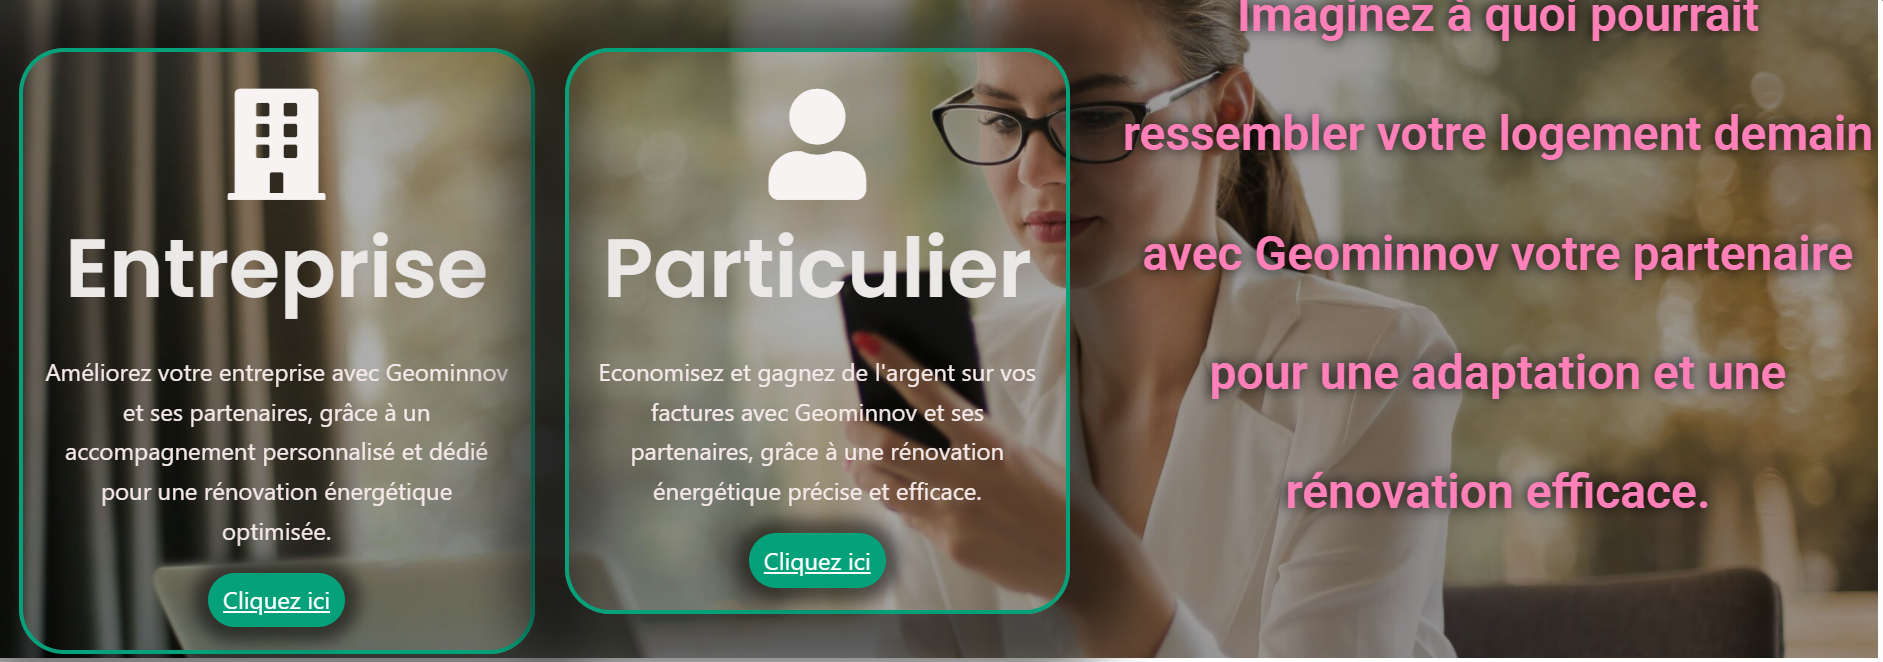 Entreprise
Améliorez votre entreprise avec Geominnov
et ses partenaires, grâce à un
accompagnement personnalisé et dédié
pour une rénovation énergétique
optimisée.
Cliquez ici
Particulier
Economisez et gagnez de l'argent sur vos
factures avec Geominnov et ses
partenaires, grâce à une rénovation
énergétique précise et efficace.
Cliquez ici
Imaginez à quoi pourrait
ressembler votre logement demain
avec Geominnov votre partenaire
pour une adaptation et une
rénovation efficace.